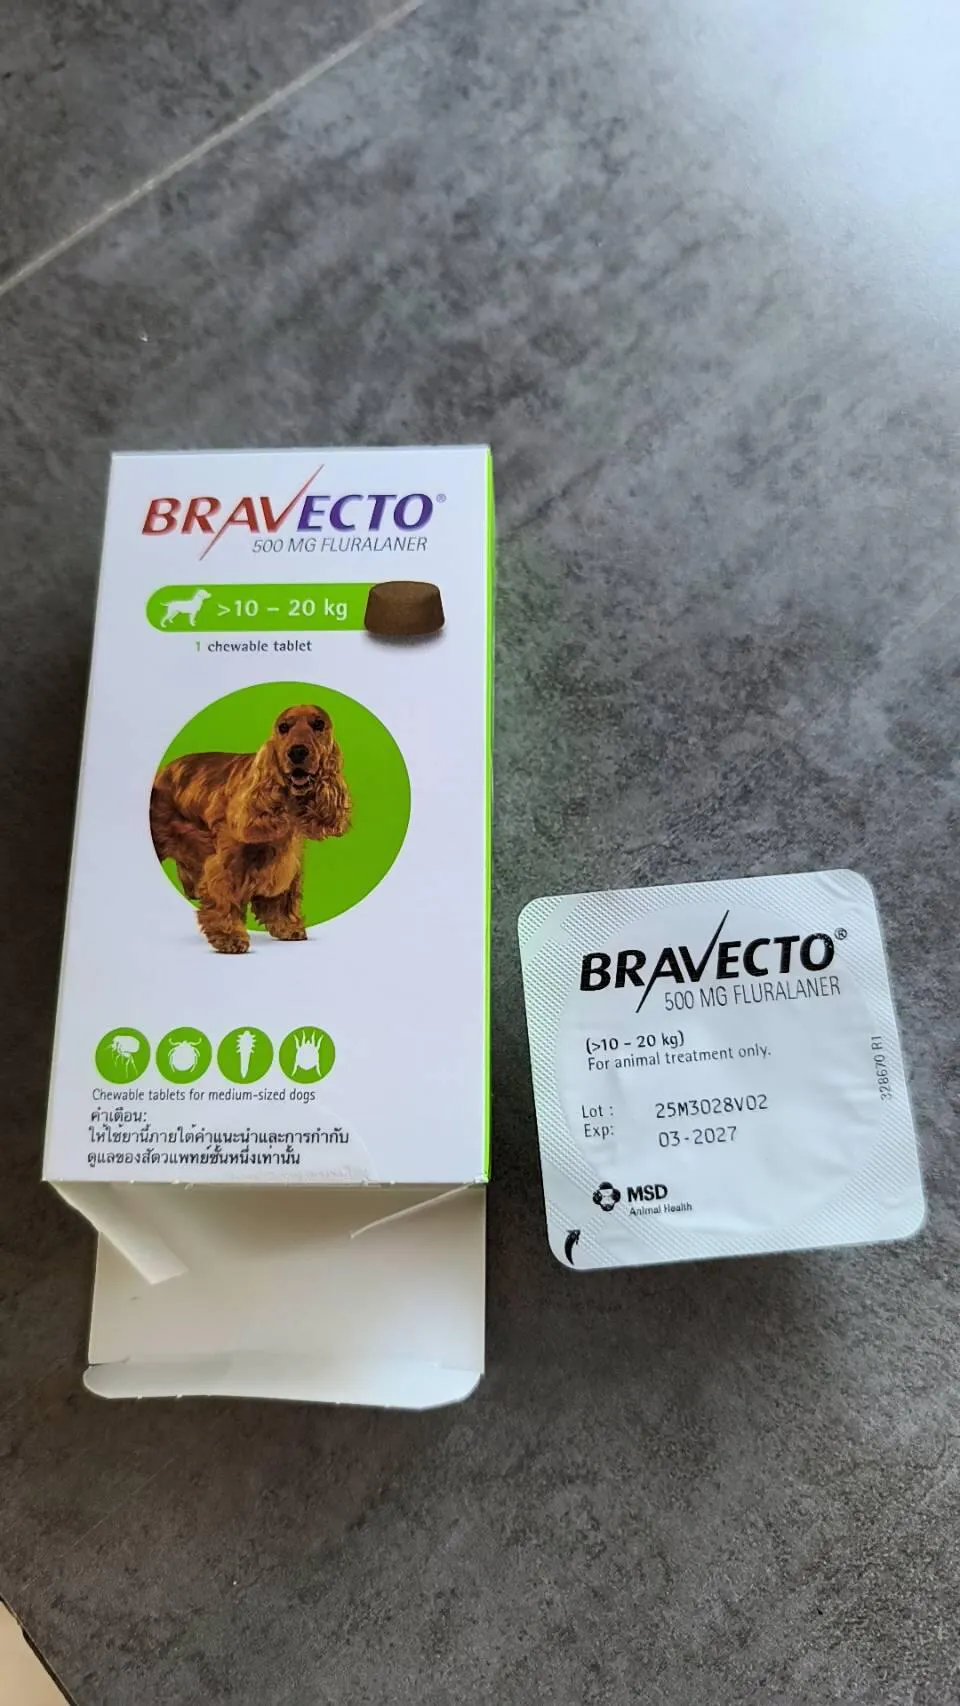 BRAVECTO®
500 MG FLURALANER
>10 – 20 kg
1 chewable tablet
Chewable tablets for medium-sized dogs
คำเตือน:
ให้ใช้ยานี้ภายใต้คำแนะนำและการกำกับ
ดูแลของสัตวแพทย์ชั้นหนึ่งเท่านั้น
BRAVECTO®
500 MG FLURALANER
(>10 – 20 kg)
For animal treatment only.
Lot : 25M3028V02
Exp: 03-2027
MSD
Animal Health
328670 R1